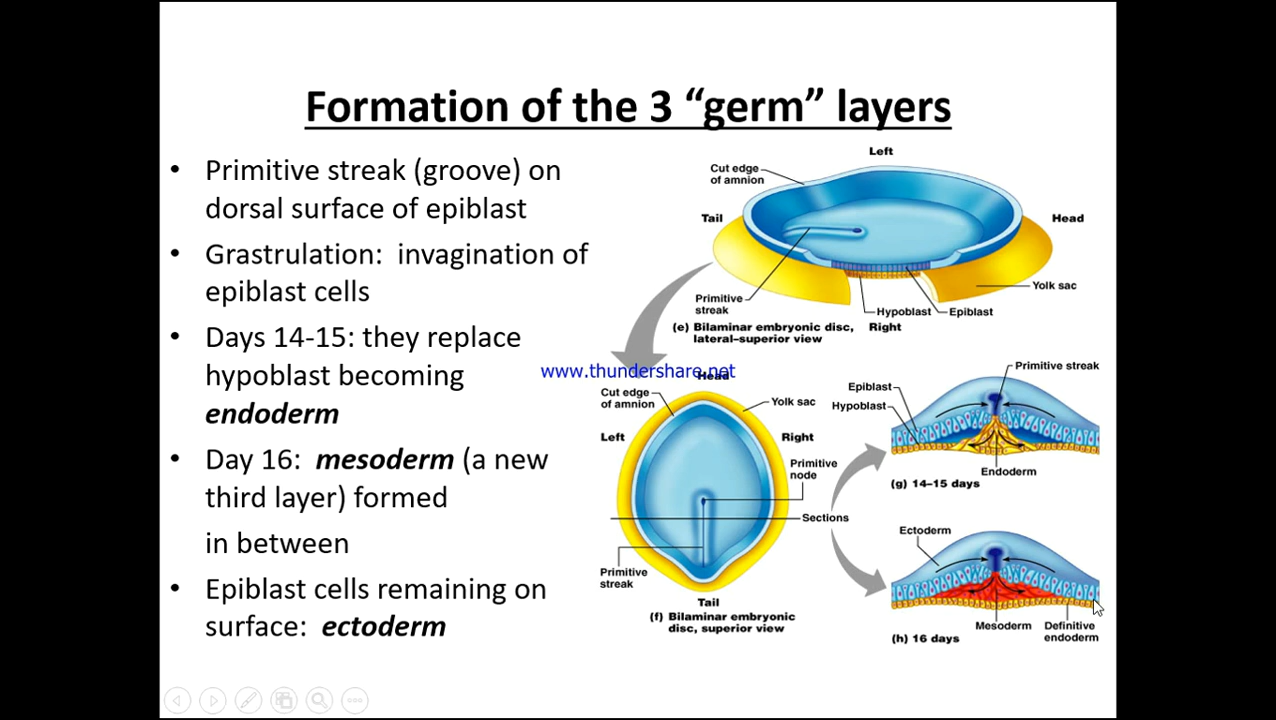 Formation of the 3 “germ” layers
• Primitive streak (groove) on
dorsal surface of epiblast
• Grastrulation: invagination of
epiblast cells
• Days 14-15: they replace
hypoblast becoming
endoderm
• Day 16: mesoderm (a new
third layer) formed
in between
• Epiblast cells remaining on
surface: ectoderm
Left
Cut edge
of amnion
Tail
Head
Yolk sac
Primitive
streak
Hypoblast
Epiblast
(e) Bilaminar embryonic disc,
lateral–superior view
Right
www.thundershare.net
Head
Cut edge
of amnion
Yolk sac
Left
Right
Primitive
node
Sections
Primitive
streak
Tail
(f) Bilaminar embryonic
disc, superior view
Primitive streak
Epiblast
Hypoblast
Endoderm
(g) 14–15 days
Ectoderm
Mesoderm
Definitive
endoderm
(h) 16 days